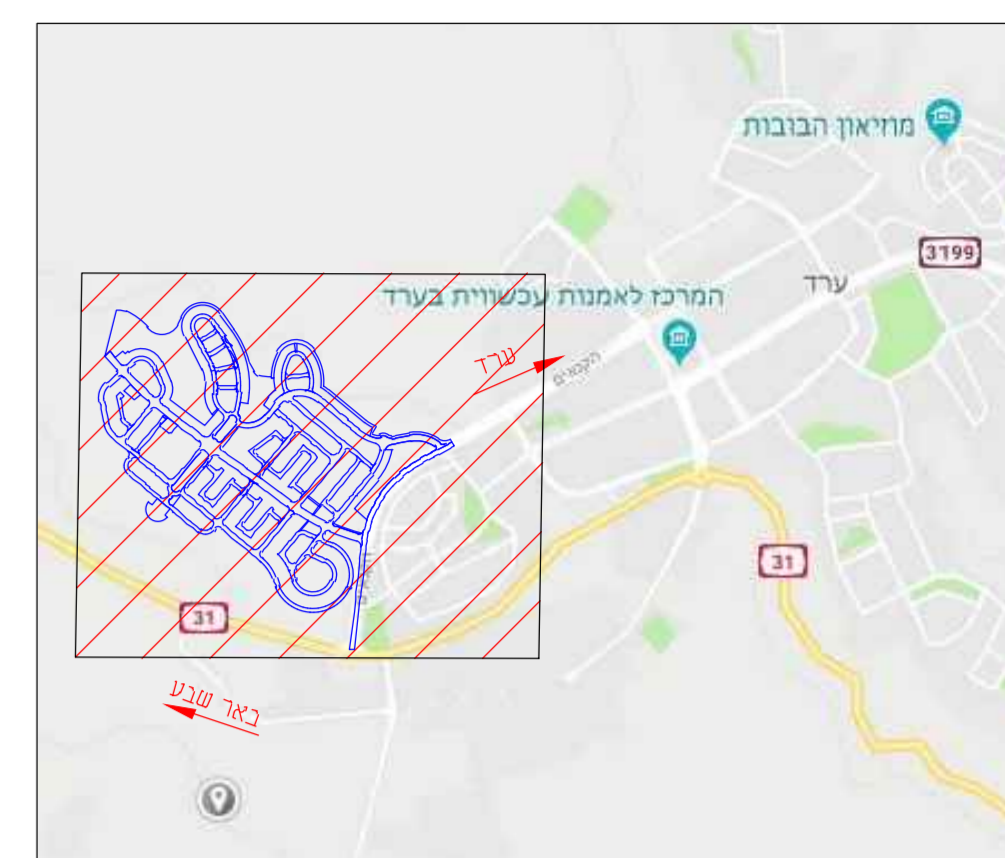 מוזיאון הבובות
3199
ערד
המרכז לאמנות עכשווית בערד
ערד
הקנאים
31
31
באר שבע